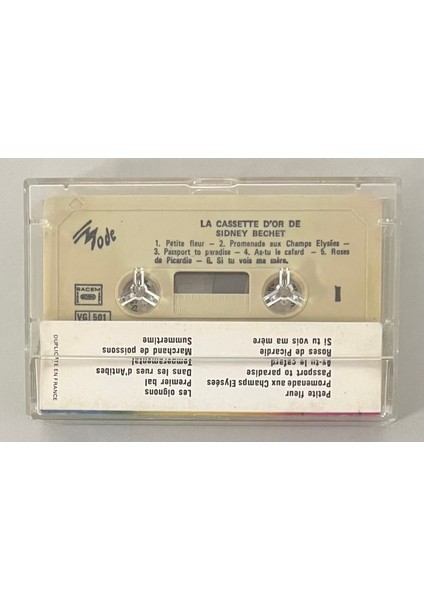 Mode
LA CASSETTE D'OR DE
SIDNEY BECHET
1. Pétite fleur – 2. Promenade aux Champs Elysées –
3. Passport to paradise – 4. As-tu le cafard – 5. Roses
de Picardie – 6. Si tu vois ma mère.
SACEM
VG 501
1
Petite fleur
Promenade aux Champs Elysées
Passport to paradise
As-tu le cafard
Roses de Picardie
Si tu vois ma mère
Les oignons
Premier bal
Dans les rues d'Antibes
Temperamental
Marchand de poissons
Summertime
DUPLICATED EN FRANCE